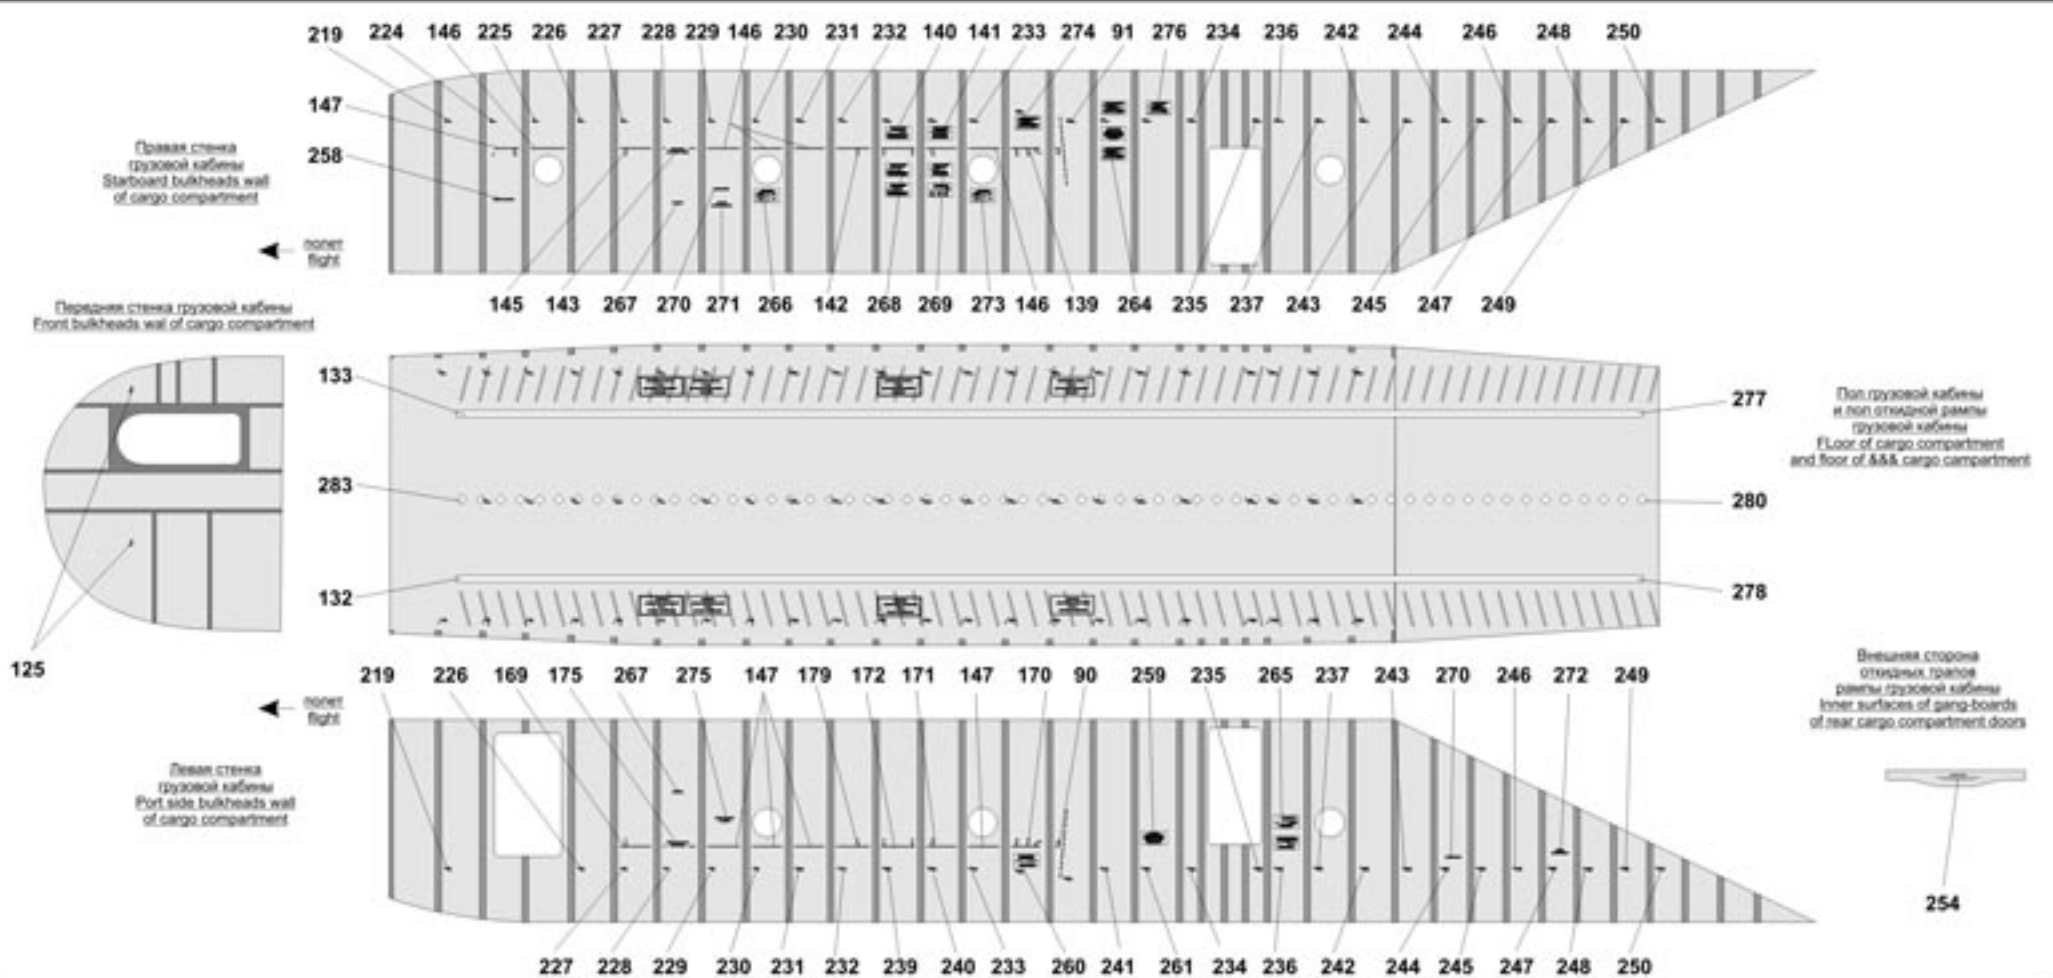 219 224 146 225 226 227 228 229 146 230 231 232 140 141 233 274 91 276 234 236 242 244 246 248 250
147
258
Правая стенка
грузовой кабины
Starboard bulkheads wall
of cargo compartment
полет
flight
145 143 267 270 271 266 142 268 269 273 146 139 264 235 237 243 245 247 249
Передняя стенка грузовой кабины
Front bulkheads wal of cargo compartment
125
133
283
132
277
280
278
Пол грузовой кабины
и пол откидной рампы
грузовой кабины
FLoor of cargo compartment
and floor of &&& cargo campartment
219 226 169 175 267 275 147 179 172 171 147 170 90 259 235 265 237 243 270 246 272 249
полет
flight
Левая стенка
грузовой кабины
Port side bulkheads wall
of cargo compartment
227 228 229 230 231 232 239 240 233 260 241 261 234 236 242 244 245 247 248 250
Внешняя сторона
откидных трапов
рампы грузовой кабины
Inner surfaces of gang-boards
of rear cargo compartment doors
254